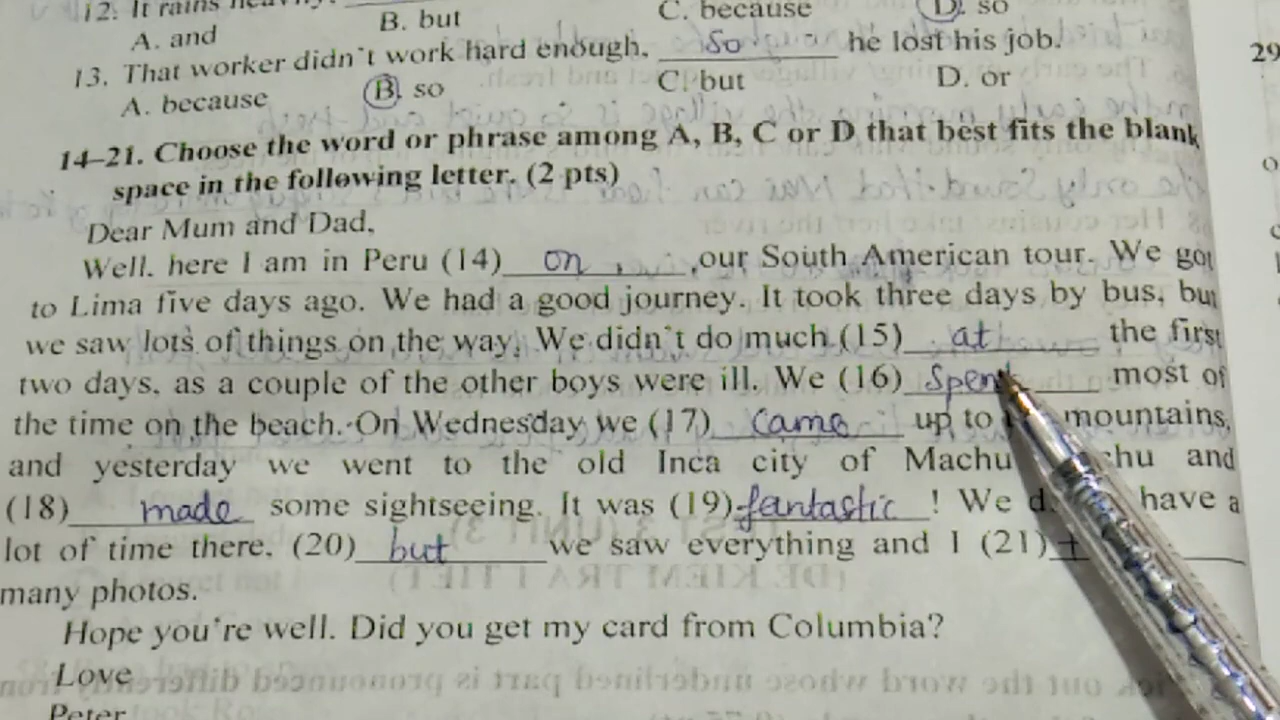 12. It rains
A. and B. but C. because D. so
13. That worker didn't work hard enough. so he lost his job.
A. because B. so C. but D. or
29
14–21. Choose the word or phrase among A, B, C or D that best fits the blank
space in the following letter. (2 pts)
Dear Mum and Dad,
Well, here I am in Peru (14) on our South American tour. We got
to Lima five days ago. We had a good journey. It took three days by bus, but
we saw lots of things on the way. We didn't do much (15) at the first
two days, as a couple of the other boys were ill. We (16) spent most of
the time on the beach. On Wednesday we (17) came up to mountains,
and yesterday we went to the old Inca city of Machu and
(18) made some sightseeing. It was (19) fantastic ! We have a
lot of time there. (20) but we saw everything and I (21)
many photos.
Hope you're well. Did you get my card from Columbia?
Love
Peter